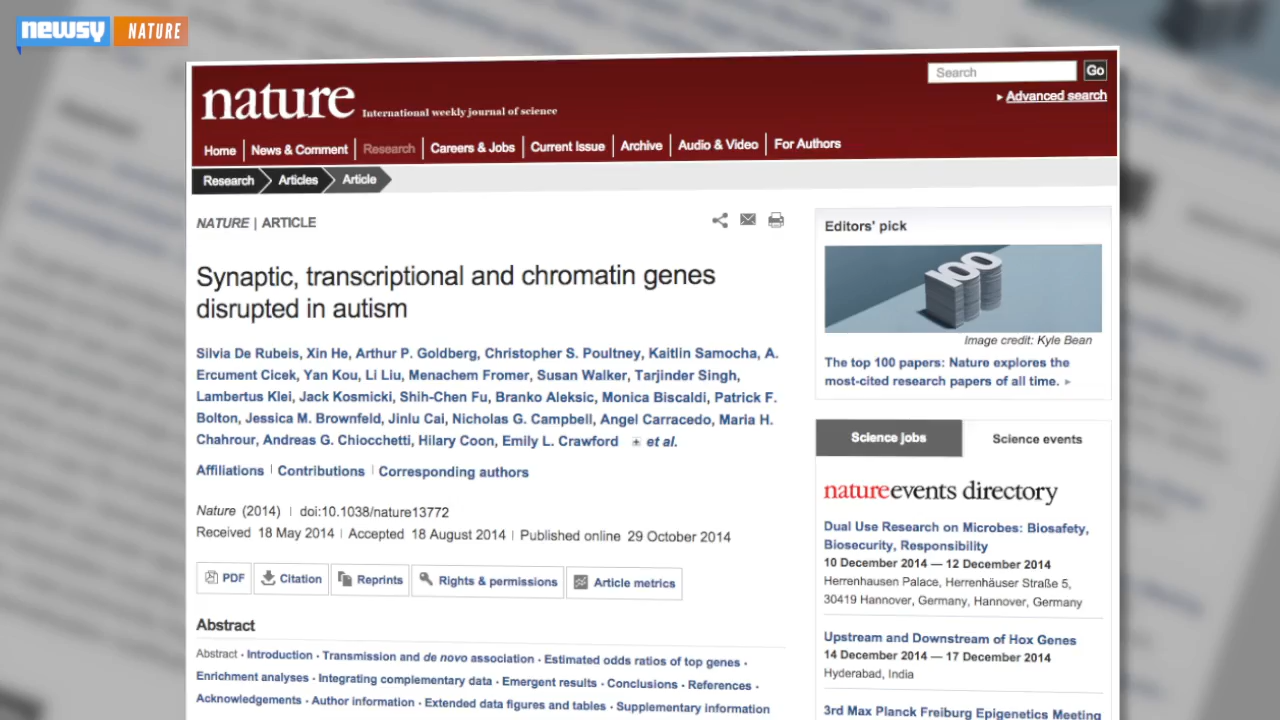 newsy NATURE
nature International weekly journal of science
Search Go
▸ Advanced search
Home News & Comment Research Careers & Jobs Current Issue Archive Audio & Video For Authors
Research Articles Article
NATURE | ARTICLE
Synaptic, transcriptional and chromatin genes
disrupted in autism
Silvia De Rubeis, Xin He, Arthur P. Goldberg, Christopher S. Poultney, Kaitlin Samocha, A.
Ercument Cicek, Yan Kou, Li Liu, Menachem Fromer, Susan Walker, Tarjinder Singh,
Lambertus Klei, Jack Kosmicki, Shih-Chen Fu, Branko Aleksic, Monica Biscaldi, Patrick F.
Bolton, Jessica M. Brownfeld, Jinlu Cai, Nicholas G. Campbell, Angel Carracedo, Maria H.
Chahrour, Andreas G. Chiocchetti, Hilary Coon, Emily L. Crawford + et al.
Affiliations | Contributions | Corresponding authors
Nature (2014) | doi:10.1038/nature13772
Received 18 May 2014 | Accepted 18 August 2014 | Published online 29 October 2014
PDF Citation Reprints Rights & permissions Article metrics
Abstract
Abstract · Introduction · Transmission and de novo association · Estimated odds ratios of top genes ·
Enrichment analyses · Integrating complementary data · Emergent results · Conclusions · References ·
Acknowledgements · Author information · Extended data figures and tables · Supplementary information
Editors' pick
100
Image credit: Kyle Bean
The top 100 papers: Nature explores the
most-cited research papers of all time. ▸
Science jobs Science events
natureevents directory
Dual Use Research on Microbes: Biosafety,
Biosecurity, Responsibility
10 December 2014 — 12 December 2014
Herrenhausen Palace, Herrenhäuser Straße 5,
30419 Hannover, Germany, Hannover, Germany
Upstream and Downstream of Hox Genes
14 December 2014 — 17 December 2014
Hyderabad, India
3rd Max Planck Freiburg Epigenetics Meeting